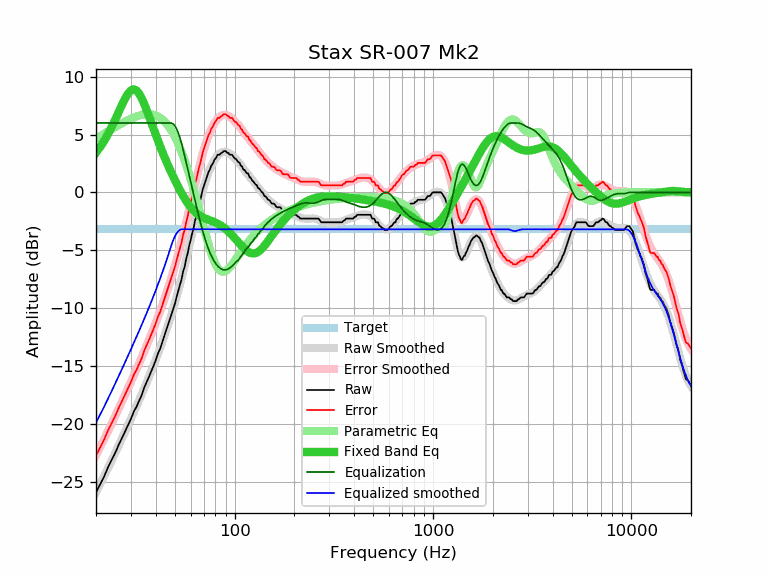 Stax SR-007 Mk2
10
5
0
−5
−10
−15
−20
−25
Amplitude (dBr)
Target
Raw Smoothed
Error Smoothed
Raw
Error
Parametric Eq
Fixed Band Eq
Equalization
Equalized smoothed
100 1000 10000
Frequency (Hz)